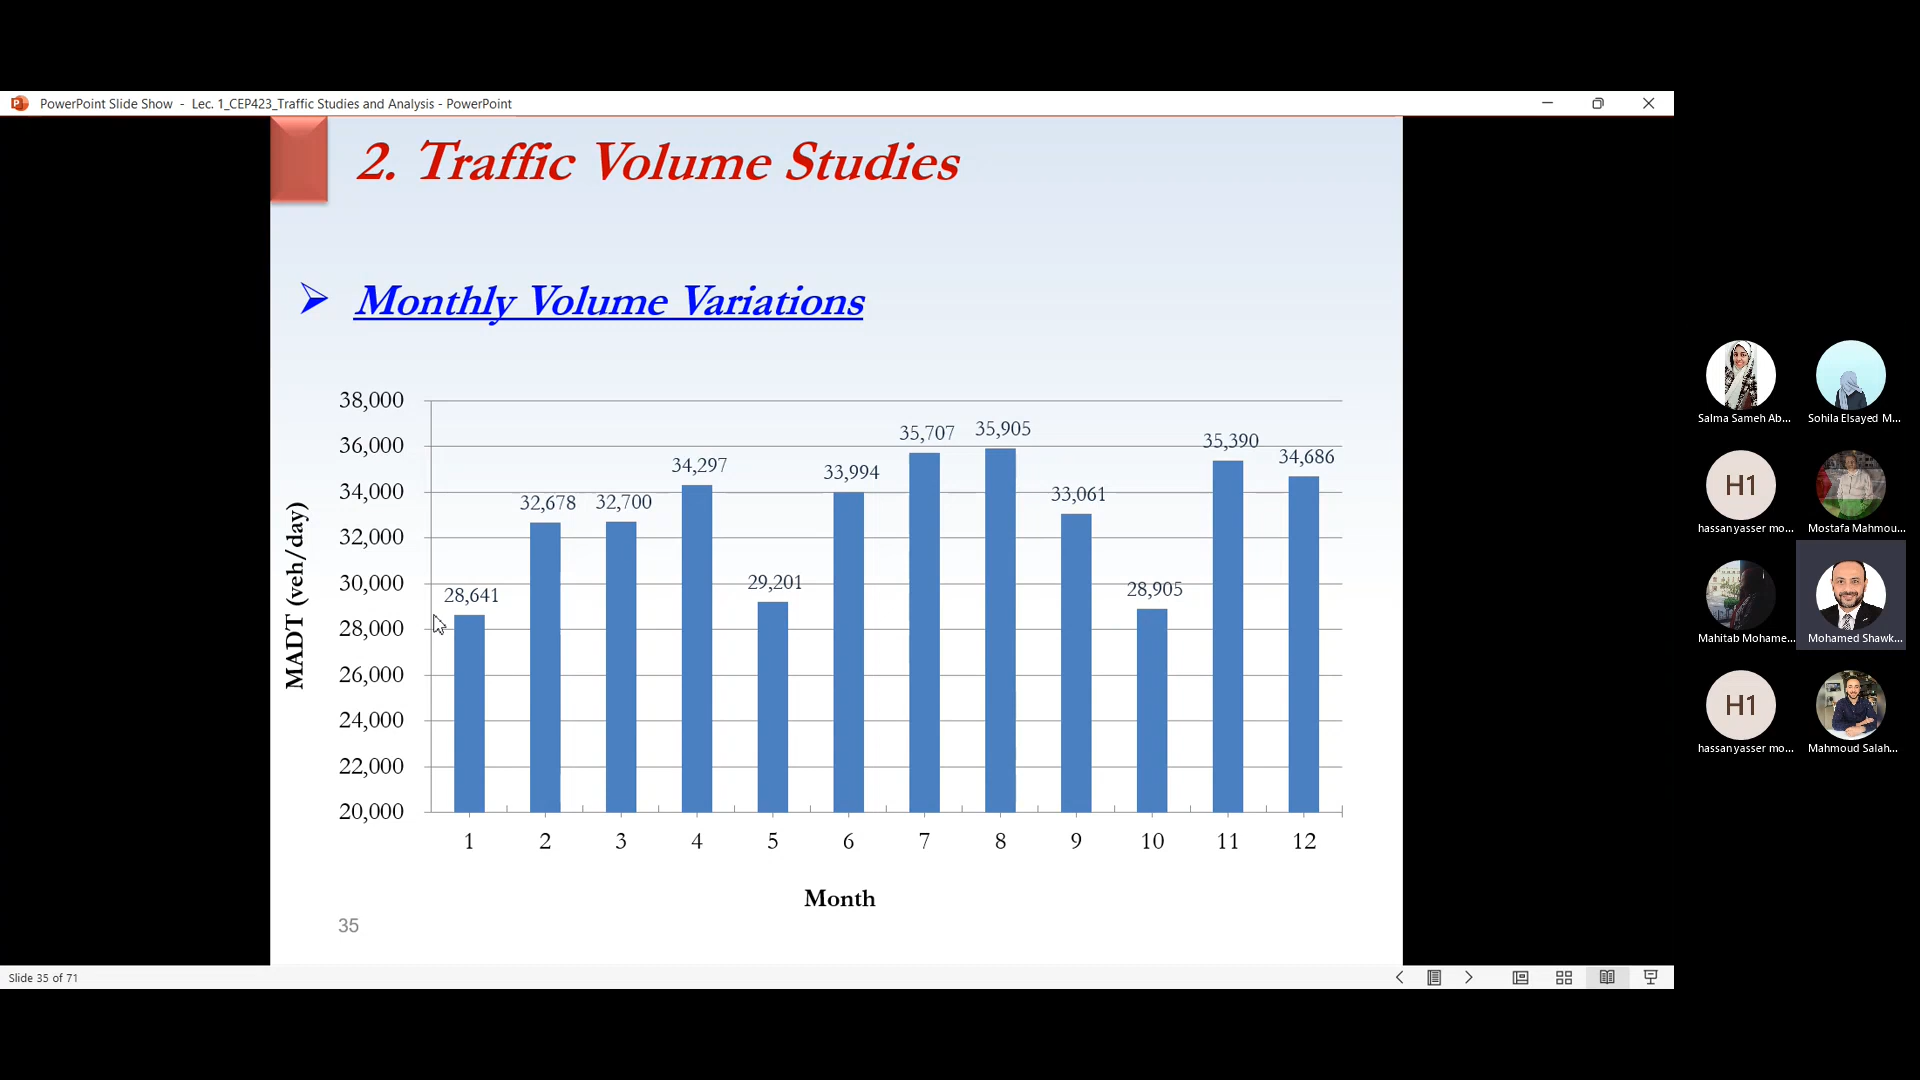 PowerPoint Slide Show - Lec. 1_CEP423_Traffic Studies and Analysis - PowerPoint
2. Traffic Volume Studies
Monthly Volume Variations
MADT (veh/day)
38,000
36,000
34,000
32,000
30,000
28,000
26,000
24,000
22,000
20,000
28,641
32,678
32,700
34,297
29,201
33,994
35,707
35,905
33,061
28,905
35,390
34,686
1 2 3 4 5 6 7 8 9 10 11 12
Month
35
Slide 35 of 71
Salma Sameh Ab...
Sohila Elsayed M...
H1
hassan yasser mo...
Mostafa Mahmou...
Mahitab Mohame...
Mohamed Shawk...
H1
hassan yasser mo...
Mahmoud Salah...